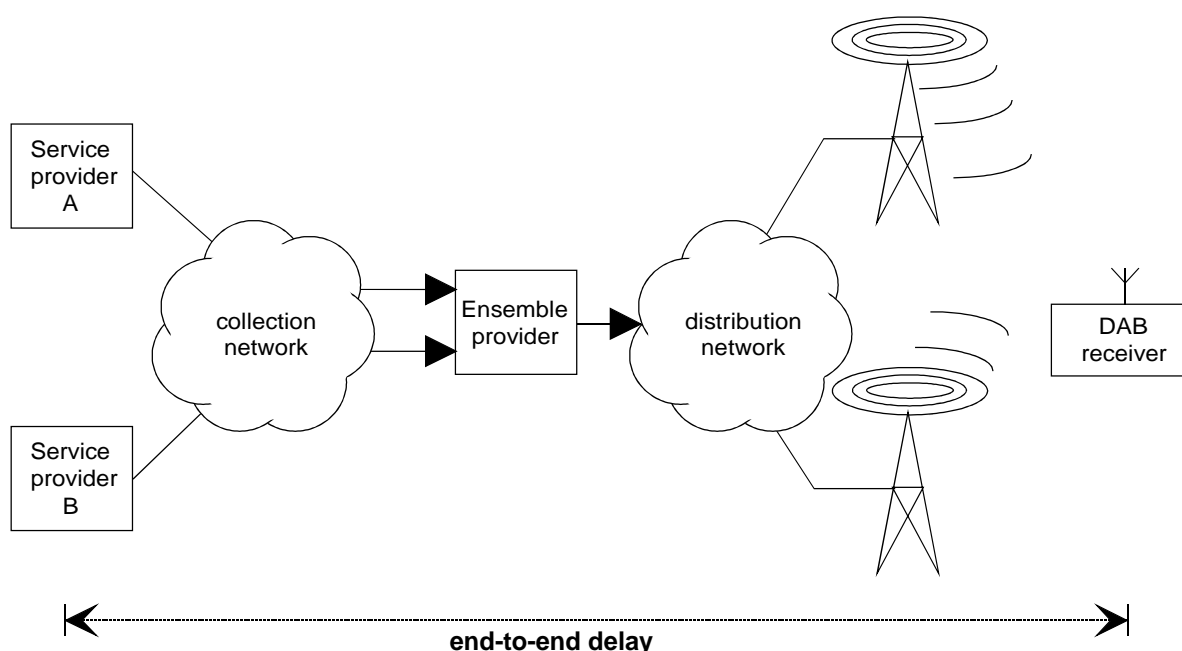 Service
provider
A
Service
provider
B
collection
network
Ensemble
provider
distribution
network
DAB
receiver
end-to-end delay